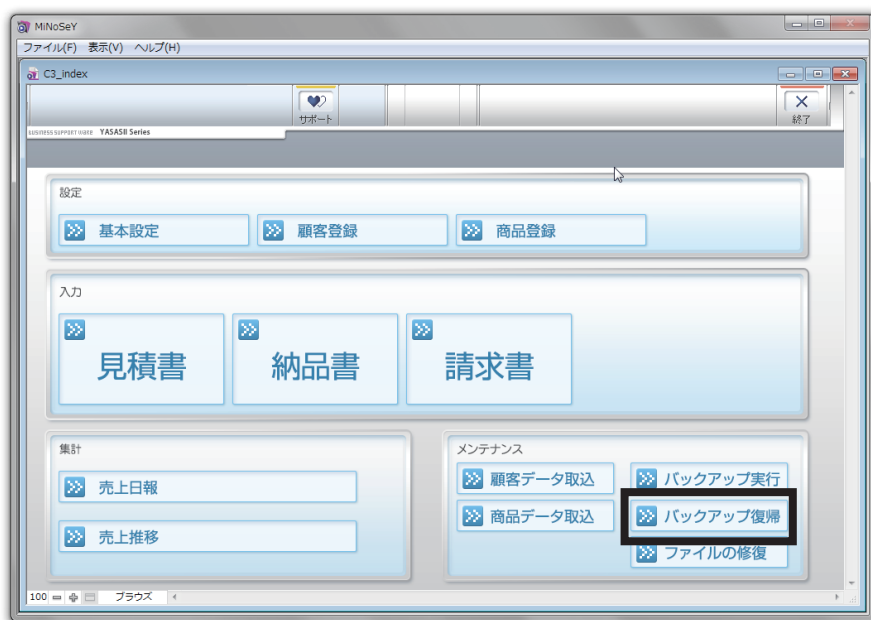 MiNoSeY
ファイル(F) 表示(V) ヘルプ(H)
C3_index
サポート
終了
BUSINESS SUPPORT WARE YASASII Series
設定
基本設定 顧客登録 商品登録
入力
見積書 納品書 請求書
集計
売上日報
売上推移
メンテナンス
顧客データ取込 バックアップ実行
商品データ取込 バックアップ復帰
ファイルの修復
100 ブラウズ